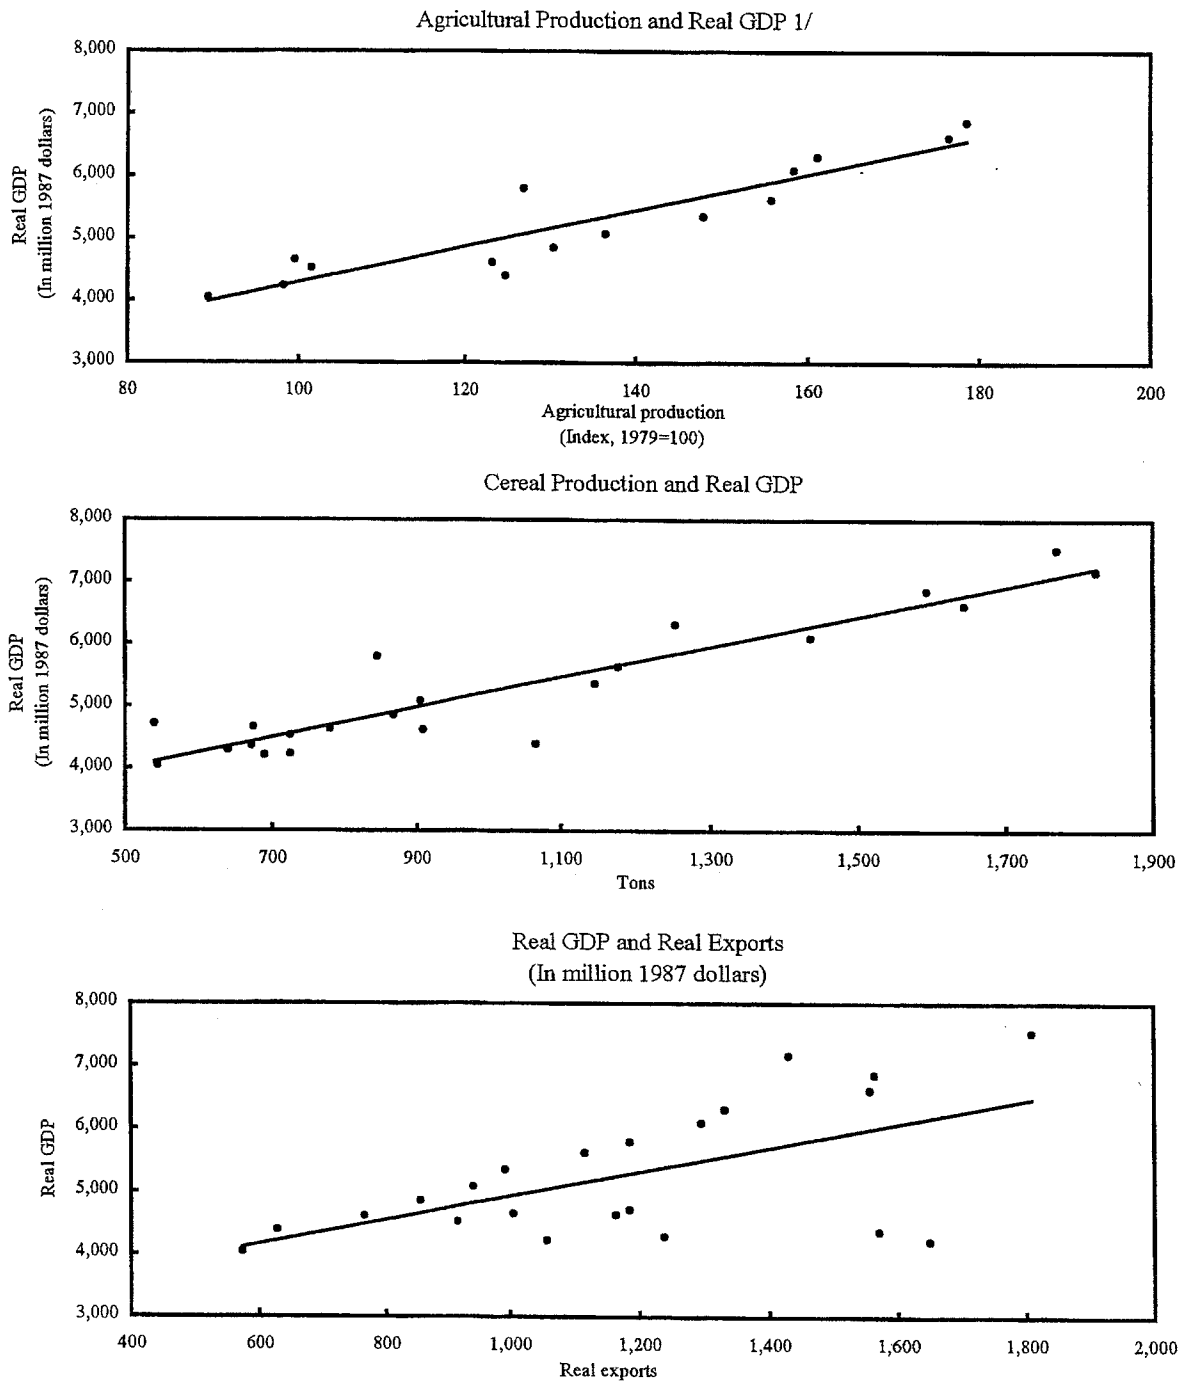 Agricultural Production and Real GDP 1/
8,000
7,000
6,000
5,000
4,000
3,000
Real GDP
(In million 1987 dollars)
80 100 120 140 160 180 200
Agricultural production
(Index, 1979=100)
Cereal Production and Real GDP
8,000
7,000
6,000
5,000
4,000
3,000
Real GDP
(In million 1987 dollars)
500 700 900 1,100 1,300 1,500 1,700 1,900
Tons
Real GDP and Real Exports
(In million 1987 dollars)
8,000
7,000
6,000
5,000
4,000
3,000
Real GDP
400 600 800 1,000 1,200 1,400 1,600 1,800 2,000
Real exports